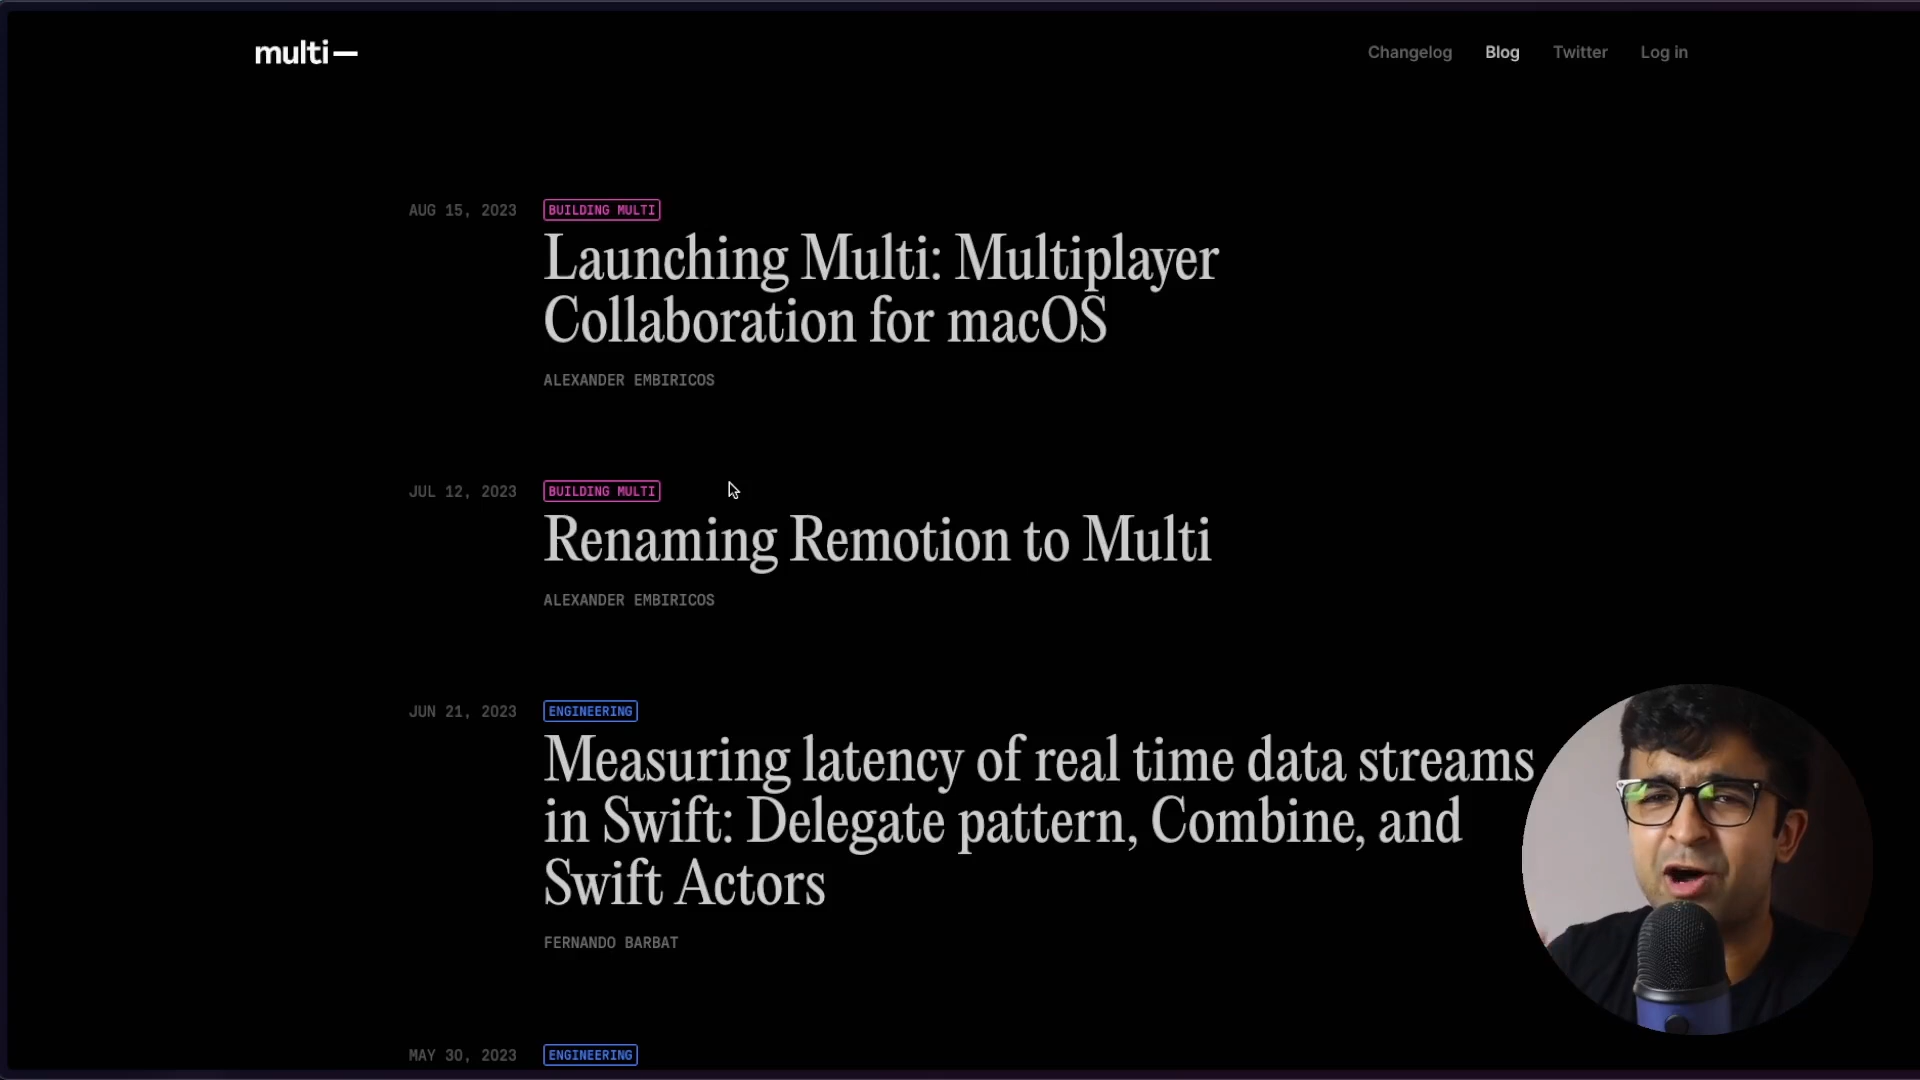 multi
Changelog
Blog
Twitter
Log in
AUG 15, 2023
BUILDING MULTI
Launching Multi: Multiplayer
Collaboration for macOS
ALEXANDER EMBIRICOS
JUL 12, 2023
BUILDING MULTI
Renaming Remotion to Multi
ALEXANDER EMBIRICOS
JUN 21, 2023
ENGINEERING
Measuring latency of real time data streams
in Swift: Delegate pattern, Combine, and
Swift Actors
FERNANDO BARBAT
MAY 30, 2023
ENGINEERING